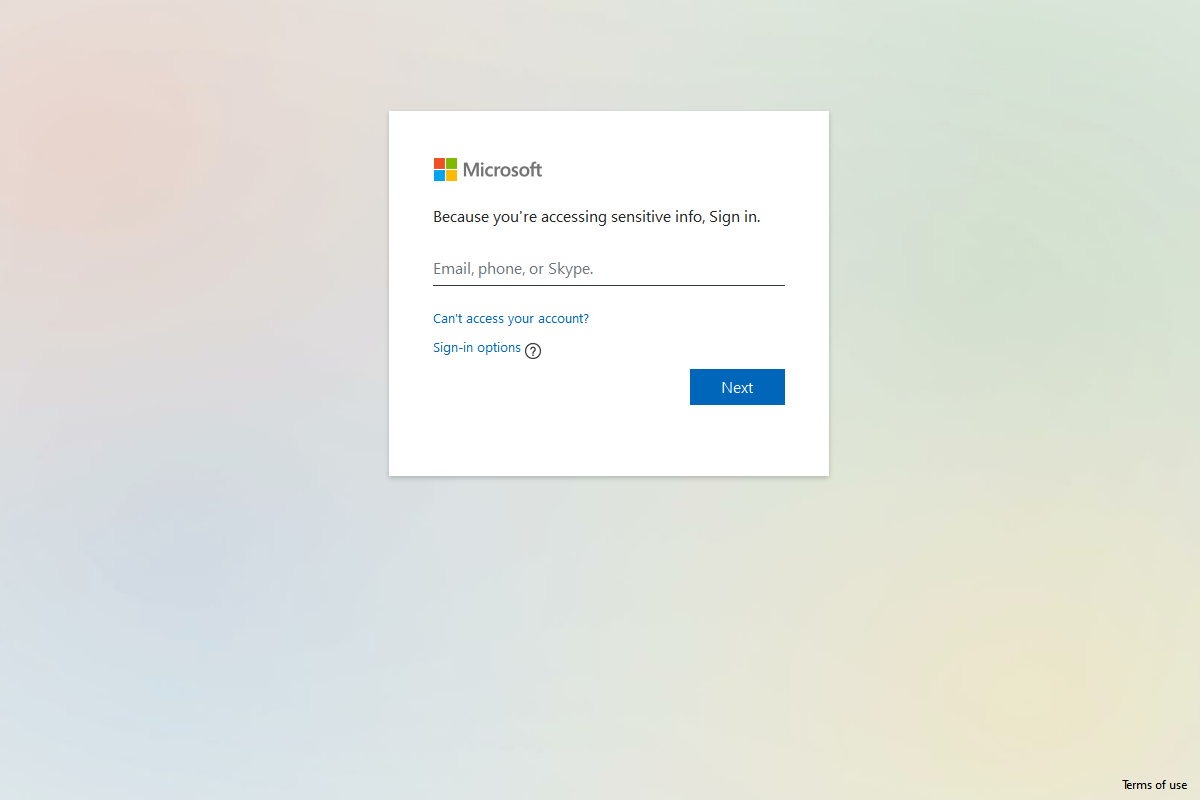 Microsoft
Because you're accessing sensitive info, Sign in.
Email, phone, or Skype.
Can't access your account?
Sign-in options ?
Next
Terms of use